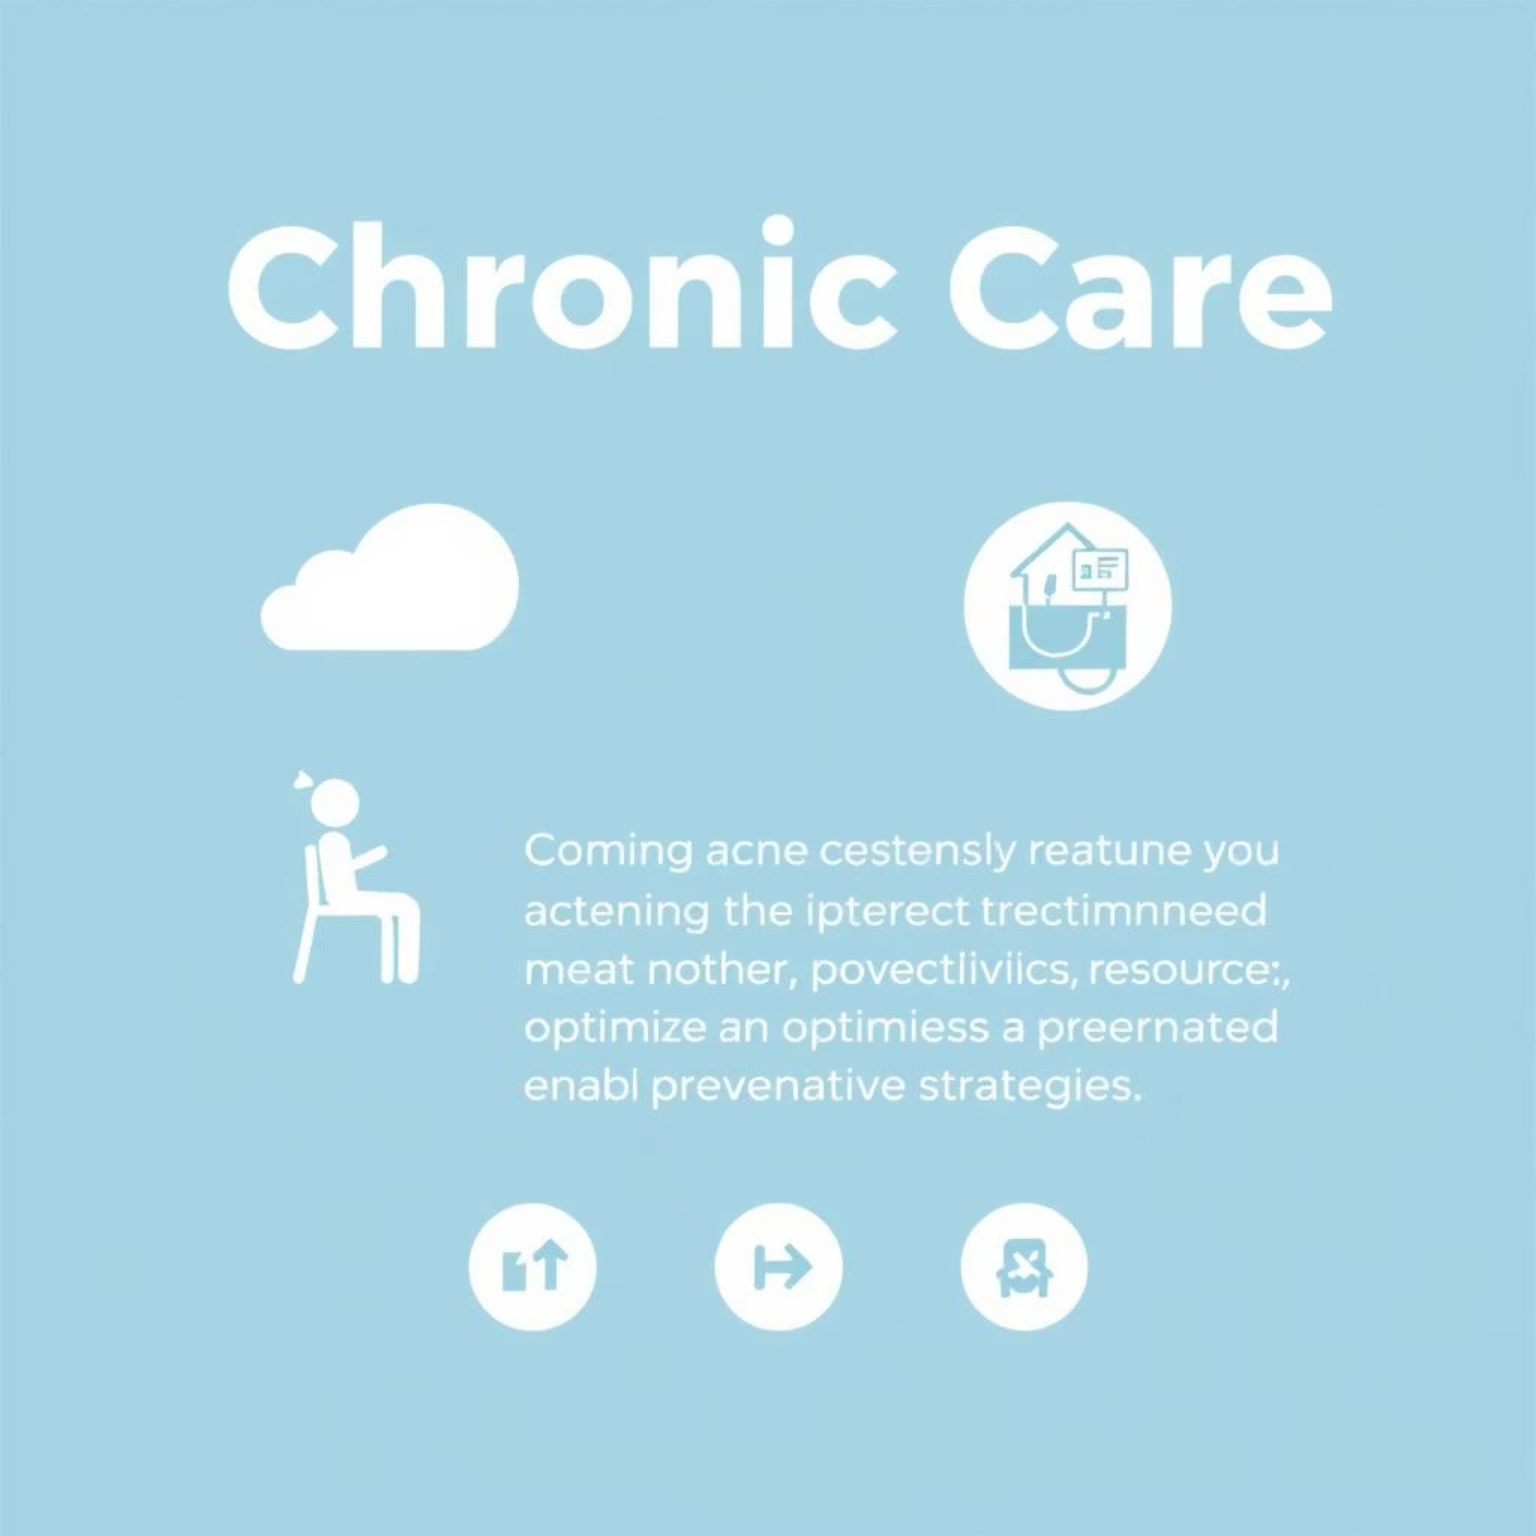 Chronic Care
Coming acne cestensly reatune you
actening the ipterect trectimnneed
meat nother, povectliviics, resource:,
optimize an optimiess a preernated
enabl prevenative strategies.